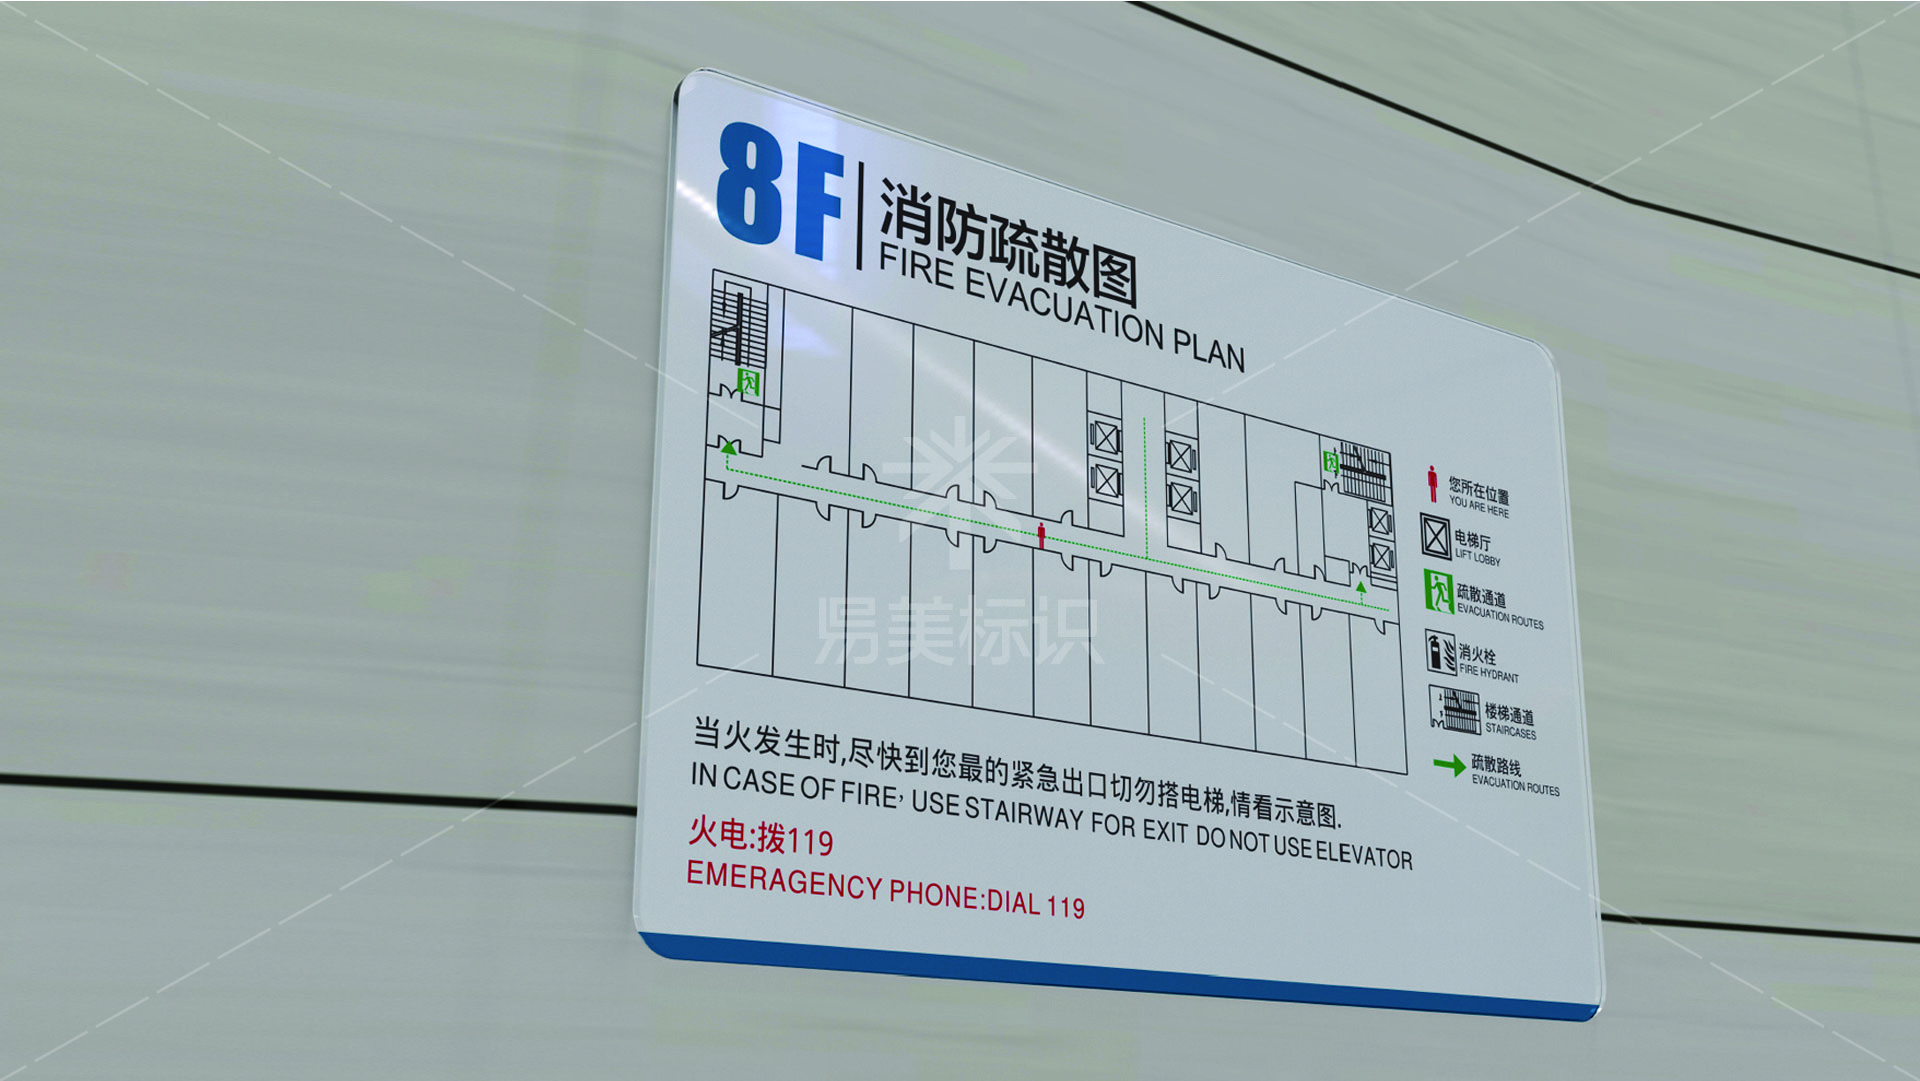 8F
消防疏散图
FIRE EVACUATION PLAN
您所在位置
YOU ARE HERE
电梯厅
LIFT LOBBY
疏散通道
EVACUATION ROUTES
消火栓
FIRE HYDRANT
楼梯通道
STAIRCASES
疏散路线
EVACUATION ROUTES
易美标识
当火发生时,尽快到您最的紧急出口切勿搭电梯,情看示意图.
IN CASE OF FIRE, USE STAIRWAY FOR EXIT DO NOT USE ELEVATOR
火电:拨119
EMERAGENCY PHONE:DIAL 119